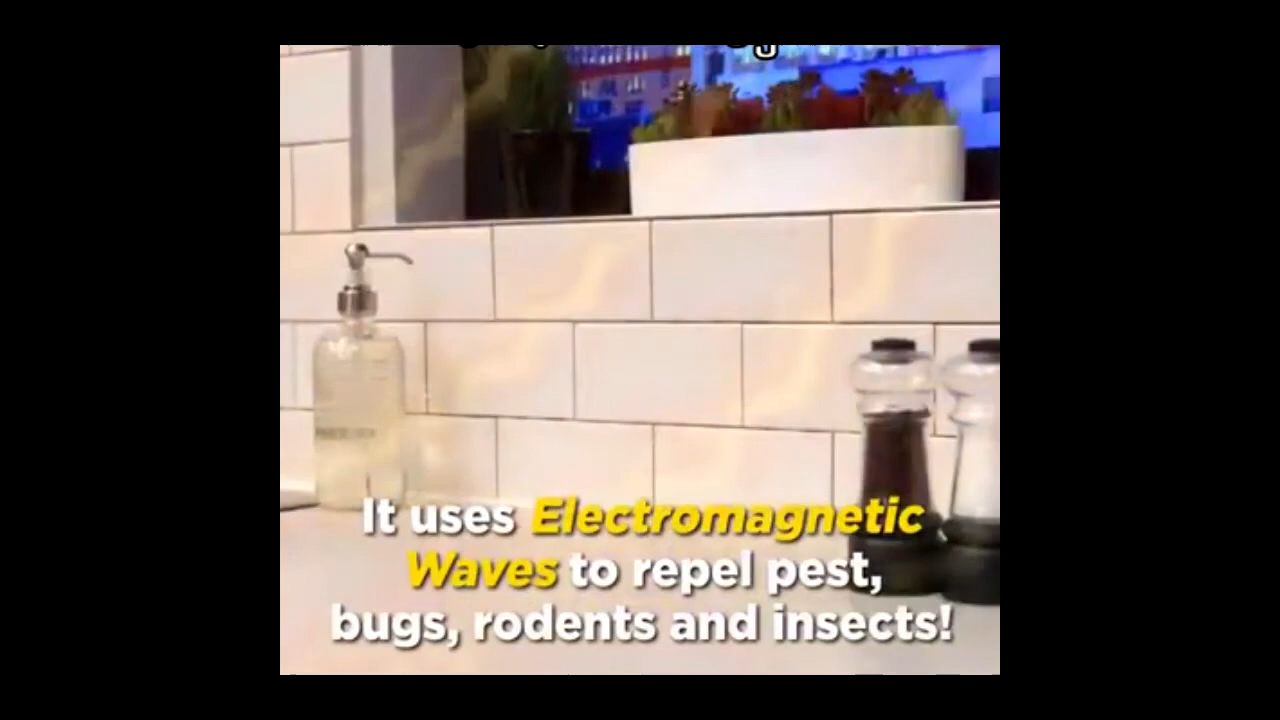 It uses Electromagnetic
Waves to repel pest,
bugs, rodents and insects!